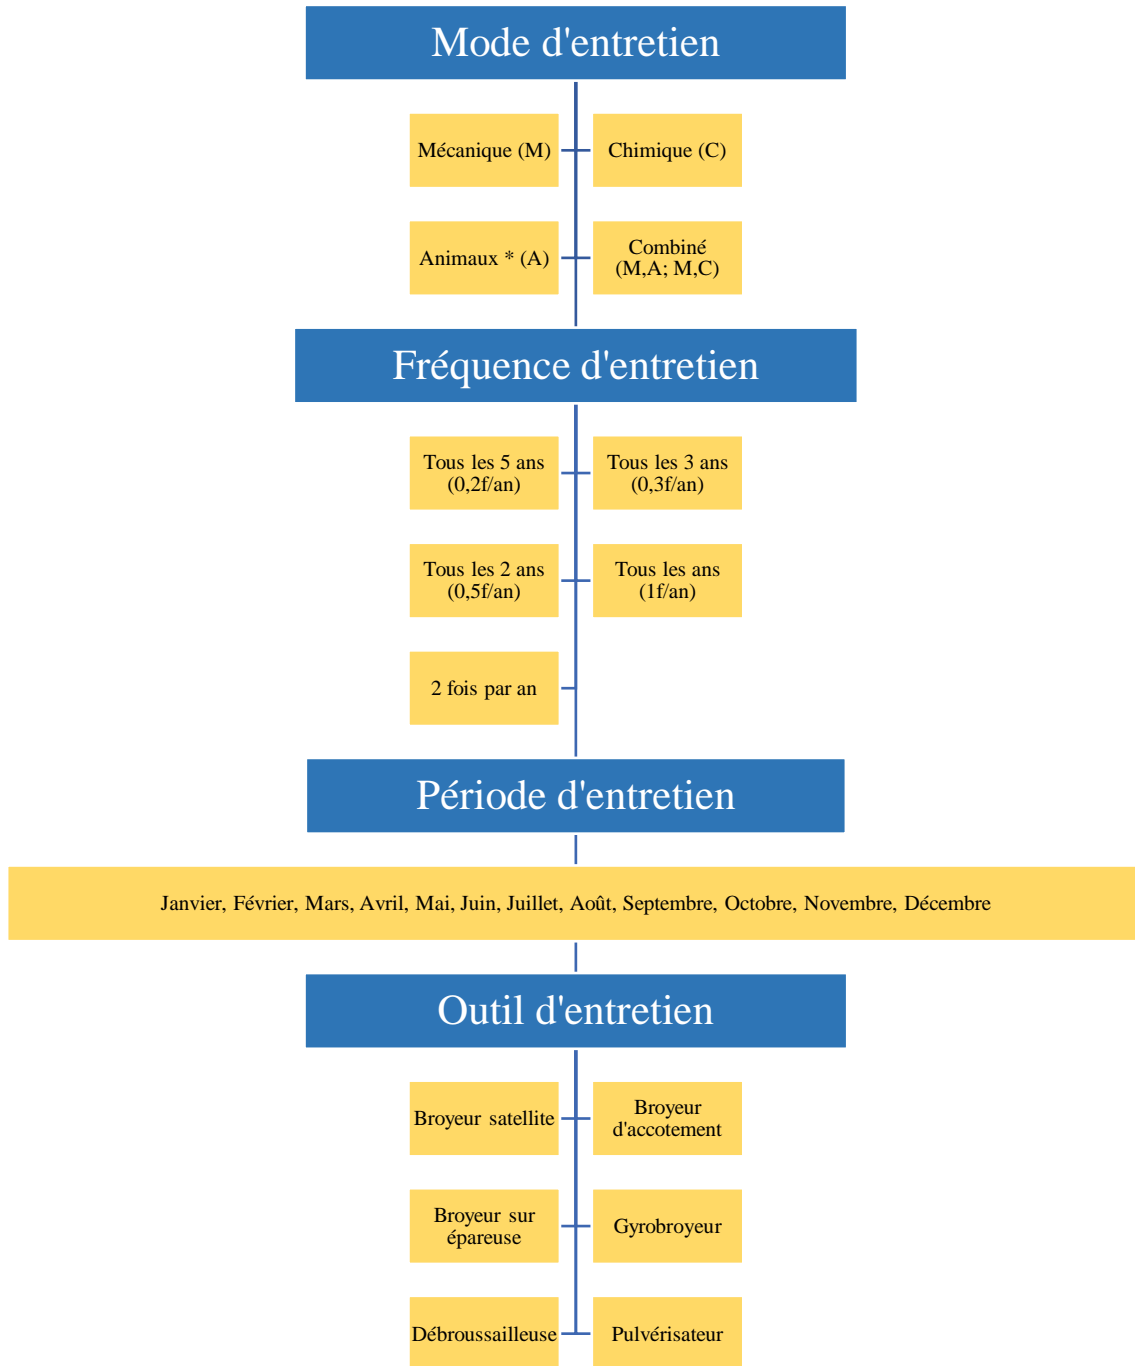 Mode d'entretien
Mécanique (M)
Chimique (C)
Animaux * (A)
Combiné
(M,A; M,C)
Fréquence d'entretien
Tous les 5 ans
(0,2f/an)
Tous les 3 ans
(0,3f/an)
Tous les 2 ans
(0,5f/an)
Tous les ans
(1f/an)
2 fois par an
Période d'entretien
Janvier, Février, Mars, Avril, Mai, Juin, Juillet, Août, Septembre, Octobre, Novembre, Décembre
Outil d'entretien
Broyeur satellite
Broyeur
d'accotement
Broyeur sur
épareuse
Gyrobroyeur
Débroussailleuse
Pulvérisateur